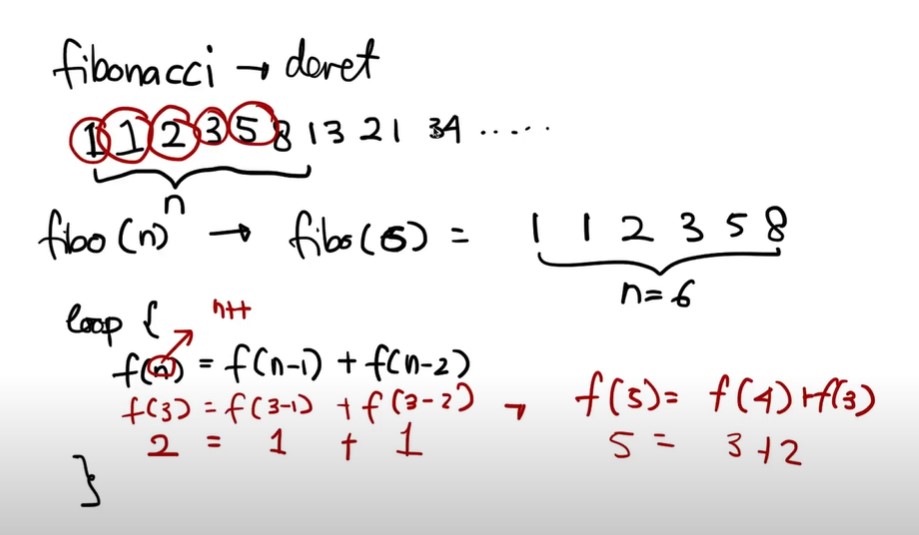 fibonacci → deret
1 1 2 3 5 8 13 21 34 .....
n
fibo(n) → fibo(6) = 1 1 2 3 5 8
n=6
loop { n++
f(n) = f(n-1) + f(n-2)
f(3) = f(3-1) + f(3-2) → f(5) = f(4)+f(3)
2 = 1 + 1 5 = 3+2
}